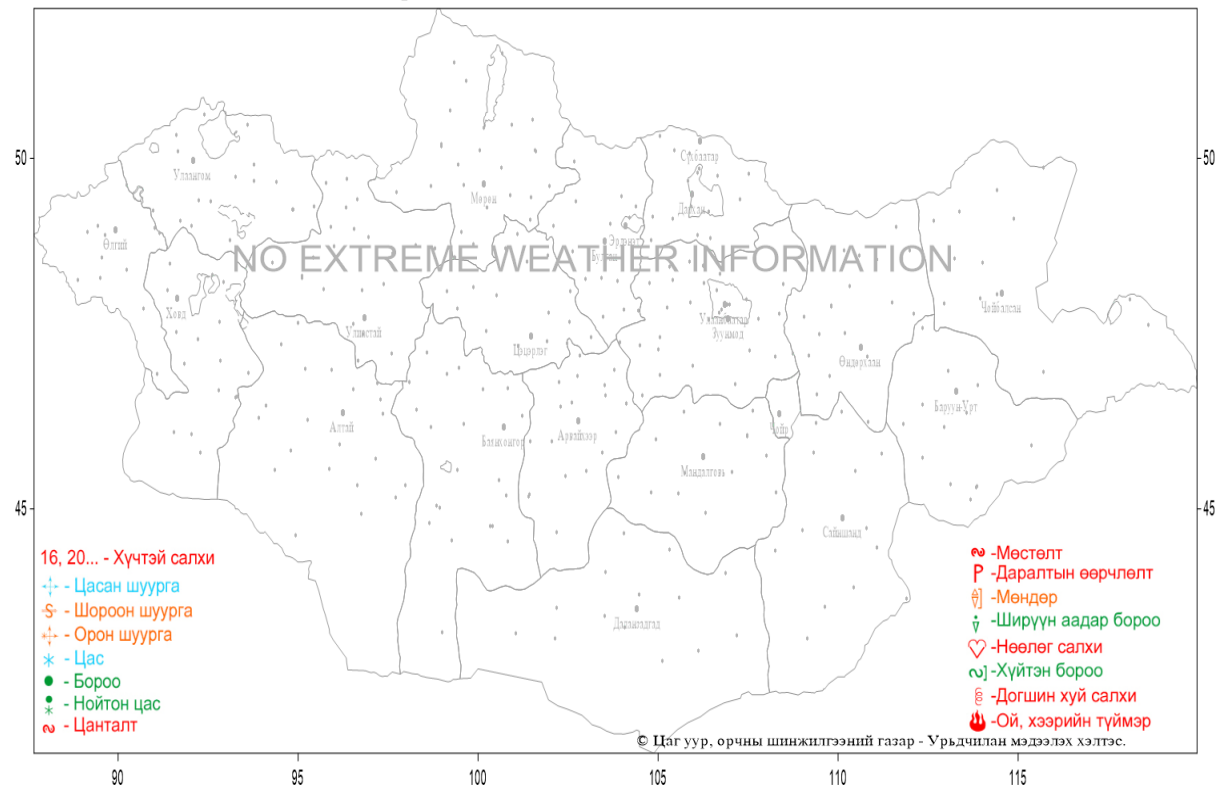 50
50
Сүхбаатар
Улаангом
Мөрөн
Дархан
Өлгий
Эрдэнэт
Булган
NO EXTREME WEATHER INFORMATION
Ховд
Чойбалсан
Улиастай
Улаанбаатар
Зуунмод
Цэцэрлэг
Өндөрхаан
Баруун-Урт
Алтай
Баянхонгор
Арвайхээр
Чойр
Мандалговь
45
45
Сайншанд
Даланзадгад
16, 20... - Хүчтэй салхи
- Цасан шуурга
- Шороон шуурга
- Орон шуурга
- Цас
- Бороо
- Нойтон цас
- Цанталт
-Мөстөлт
-Даралтын өөрчлөлт
-Мөндөр
-Ширүүн аадар бороо
-Нөөлөг салхи
-Хүйтэн бороо
-Догшин хуй салхи
-Ой, хээрийн түймэр
© Цаг уур, орчны шинжилгээний газар - Урьдчилан мэдээлэх хэлтэс.
90 95 100 105 110 115